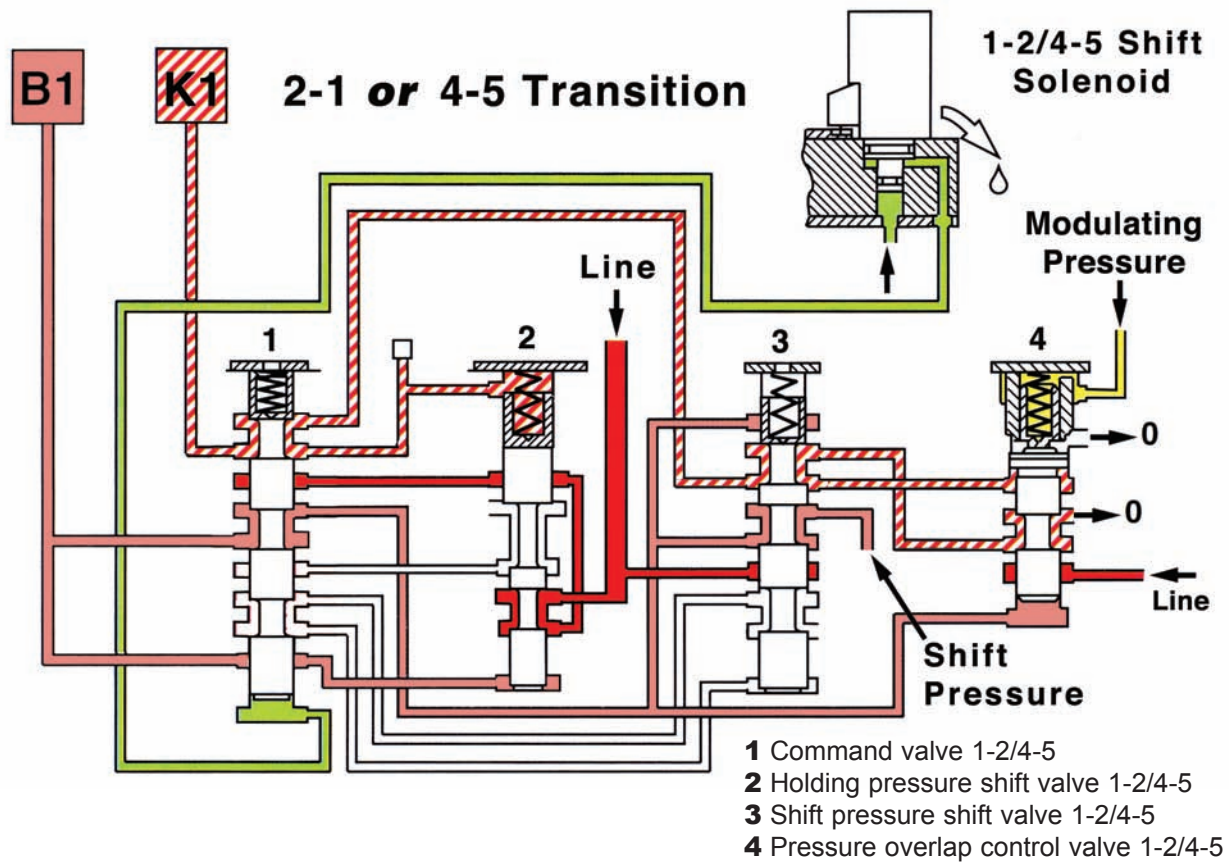 B1
K1
2-1 or 4-5 Transition
1-2/4-5 Shift
Solenoid
Modulating
Pressure
Line
1
2
3
4
0
0
Line
Shift
Pressure
1 Command valve 1-2/4-5
2 Holding pressure shift valve 1-2/4-5
3 Shift pressure shift valve 1-2/4-5
4 Pressure overlap control valve 1-2/4-5